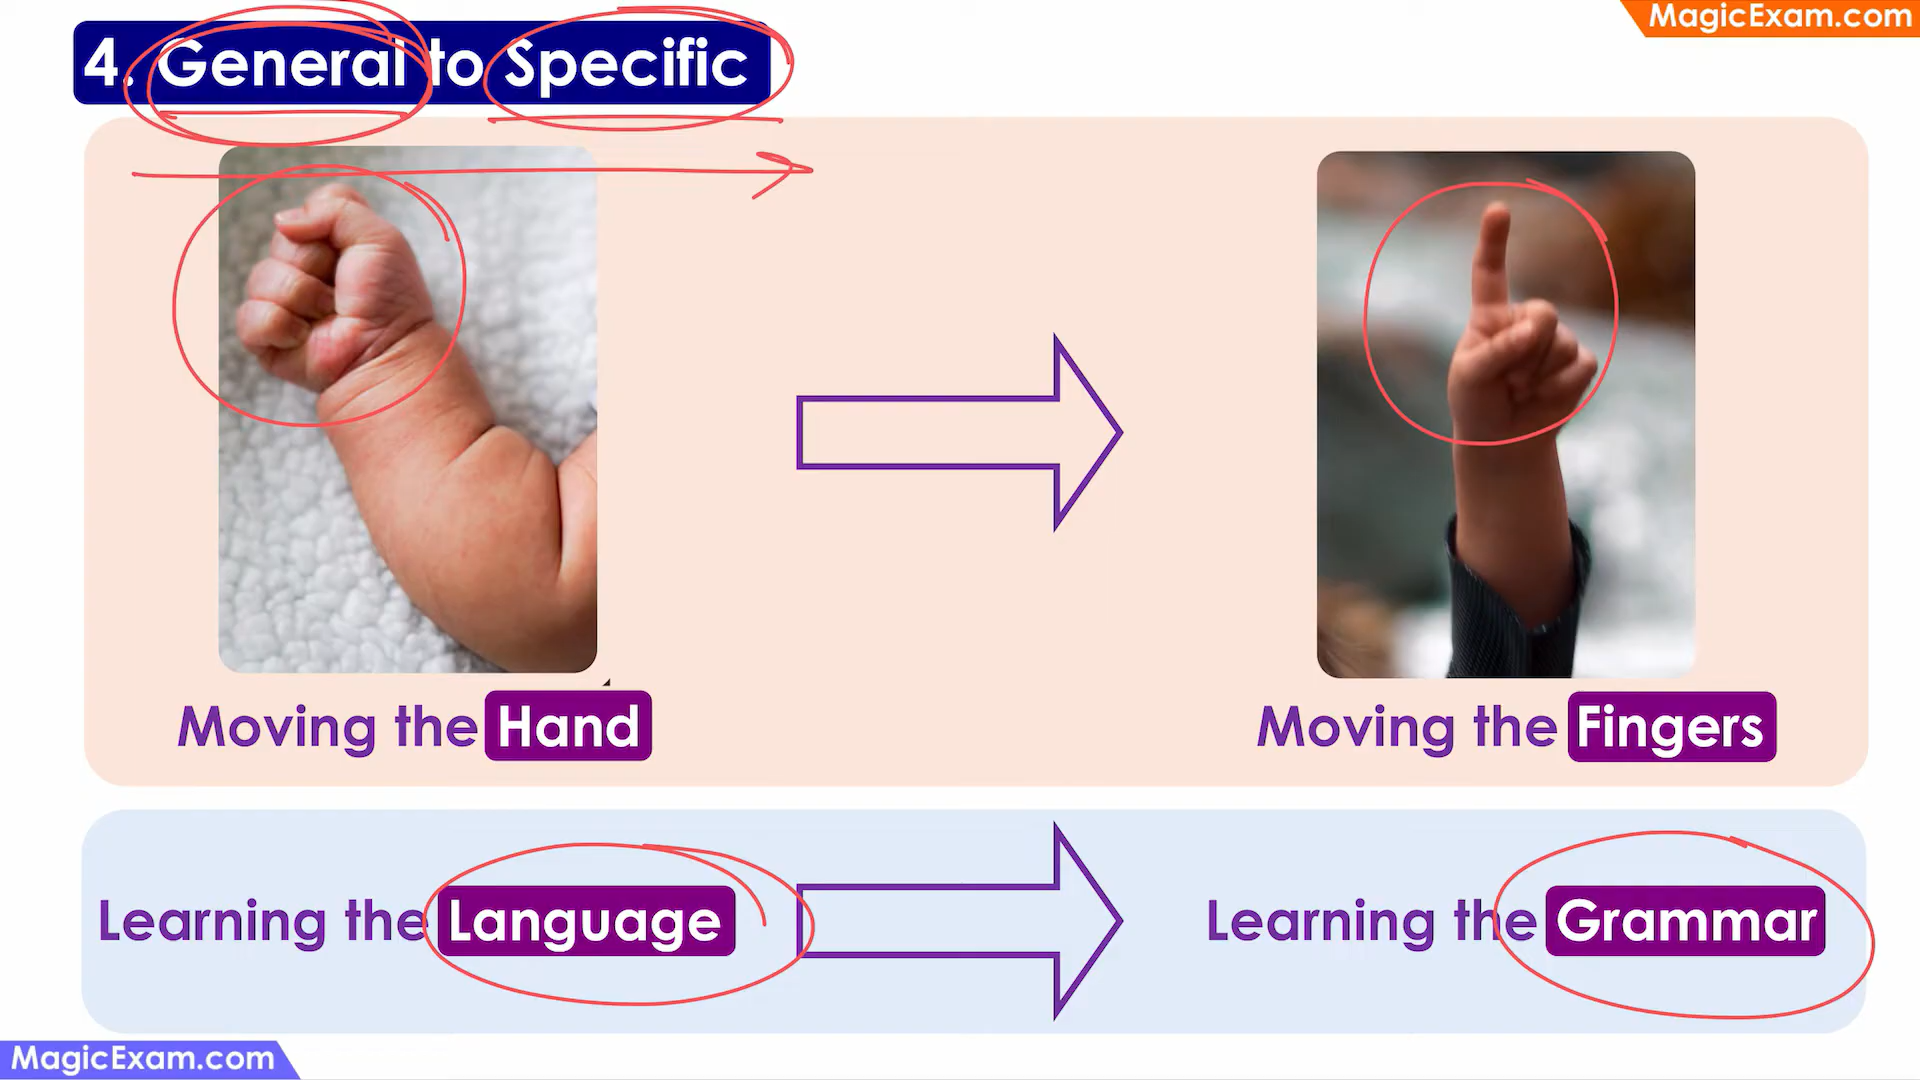 MagicExam.com
4. General to Specific
Moving the Hand
Moving the Fingers
Learning the Language
Learning the Grammar
MagicExam.com